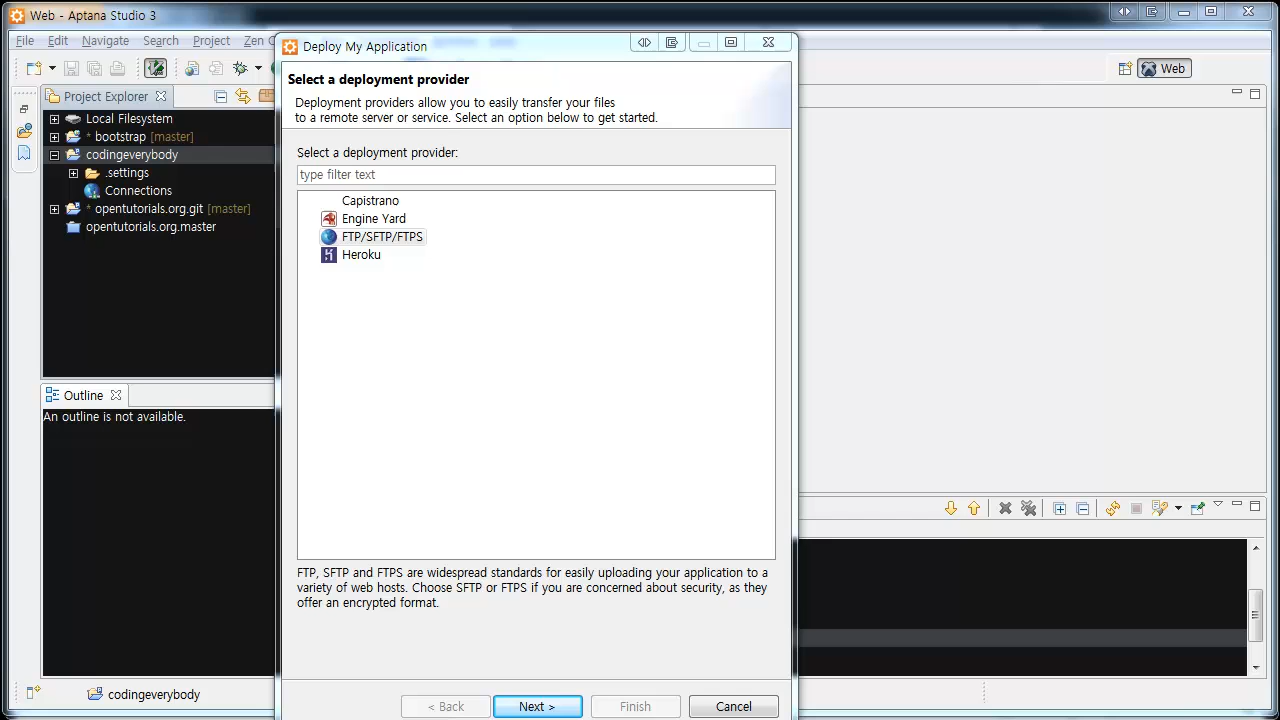 Web - Aptana Studio 3
File Edit Navigate Search Project Zen
Web
Project Explorer
Local Filesystem
* bootstrap [master]
codingeverybody
.settings
Connections
* opentutorials.org.git [master]
opentutorials.org.master
Outline
An outline is not available.
codingeverybody
Deploy My Application
Select a deployment provider
Deployment providers allow you to easily transfer your files
to a remote server or service. Select an option below to get started.
Select a deployment provider:
type filter text
Capistrano
Engine Yard
FTP/SFTP/FTPS
Heroku
FTP, SFTP and FTPS are widespread standards for easily uploading your application to a
variety of web hosts. Choose SFTP or FTPS if you are concerned about security, as they
offer an encrypted format.
< Back Next > Finish Cancel